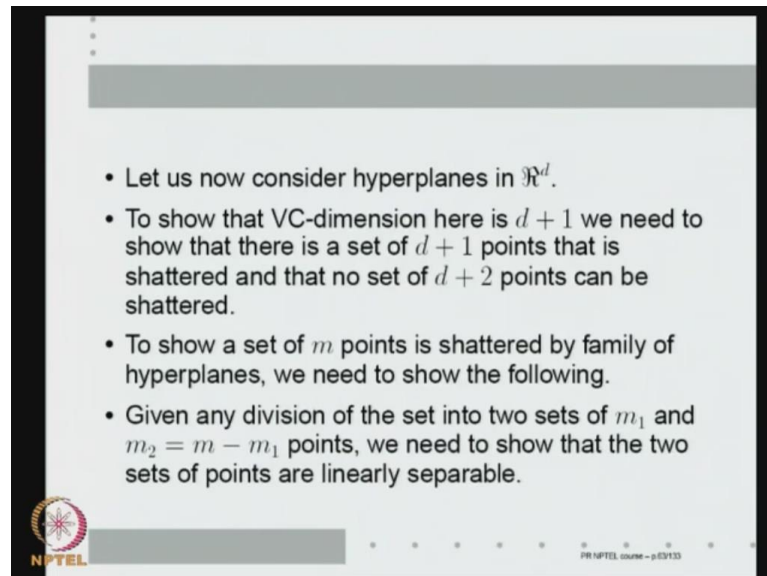 • Let us now consider hyperplanes in ℜ^d.
• To show that VC-dimension here is d + 1 we need to
show that there is a set of d + 1 points that is
shattered and that no set of d + 2 points can be
shattered.
• To show a set of m points is shattered by family of
hyperplanes, we need to show the following.
• Given any division of the set into two sets of m₁ and
m₂ = m − m₁ points, we need to show that the two
sets of points are linearly separable.
NPTEL
PR NPTEL course – p.63/133